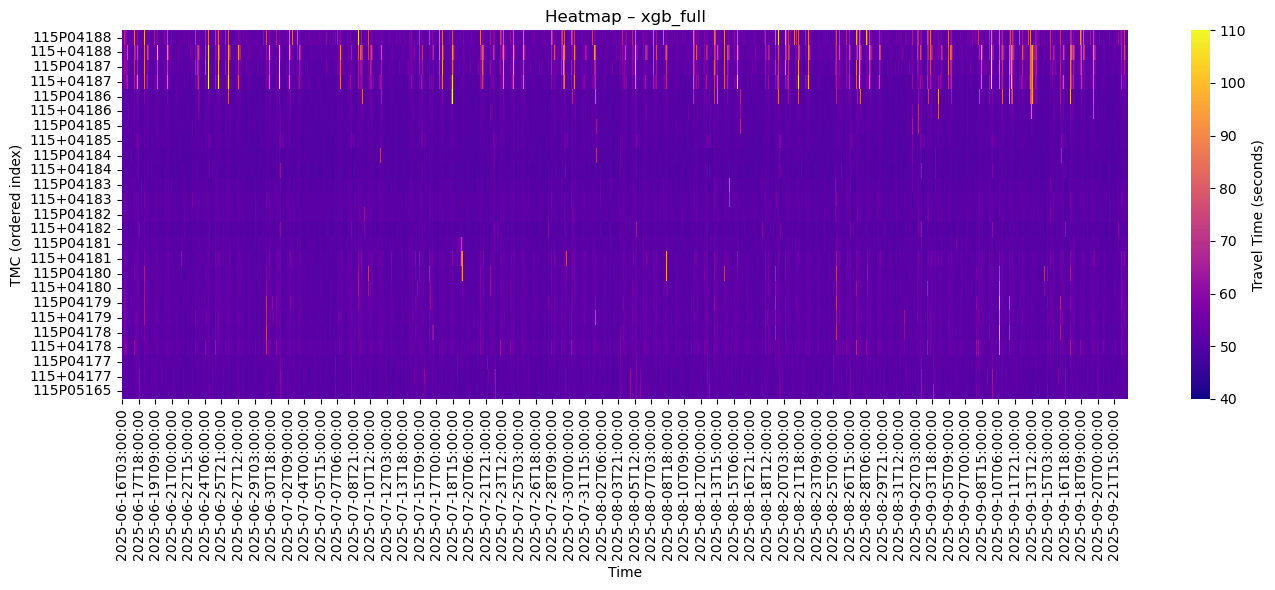 Heatmap – xgb_full
TMC (ordered index)
115P04188
115+04188
115P04187
115+04187
115P04186
115+04186
115P04185
115+04185
115P04184
115+04184
115P04183
115+04183
115P04182
115+04182
115P04181
115+04181
115P04180
115+04180
115P04179
115+04179
115P04178
115+04178
115P04177
115+04177
115P05165
2025-06-16T03:00:00
2025-06-17T18:00:00
2025-06-19T09:00:00
2025-06-21T00:00:00
2025-06-22T15:00:00
2025-06-24T06:00:00
2025-06-25T21:00:00
2025-06-27T12:00:00
2025-06-29T03:00:00
2025-06-30T18:00:00
2025-07-02T09:00:00
2025-07-04T00:00:00
2025-07-05T15:00:00
2025-07-07T06:00:00
2025-07-08T21:00:00
2025-07-10T12:00:00
2025-07-12T03:00:00
2025-07-13T18:00:00
2025-07-15T09:00:00
2025-07-17T00:00:00
2025-07-18T15:00:00
2025-07-20T06:00:00
2025-07-21T21:00:00
2025-07-23T12:00:00
2025-07-25T03:00:00
2025-07-26T18:00:00
2025-07-28T09:00:00
2025-07-30T00:00:00
2025-07-31T15:00:00
2025-08-02T06:00:00
2025-08-03T21:00:00
2025-08-05T12:00:00
2025-08-07T03:00:00
2025-08-08T18:00:00
2025-08-10T09:00:00
2025-08-12T00:00:00
2025-08-13T15:00:00
2025-08-15T06:00:00
2025-08-16T21:00:00
2025-08-18T12:00:00
2025-08-20T03:00:00
2025-08-21T18:00:00
2025-08-23T09:00:00
2025-08-25T00:00:00
2025-08-26T15:00:00
2025-08-28T06:00:00
2025-08-29T21:00:00
2025-08-31T12:00:00
2025-09-02T03:00:00
2025-09-03T18:00:00
2025-09-05T09:00:00
2025-09-07T00:00:00
2025-09-08T15:00:00
2025-09-10T06:00:00
2025-09-11T21:00:00
2025-09-13T12:00:00
2025-09-15T03:00:00
2025-09-16T18:00:00
2025-09-18T09:00:00
2025-09-20T00:00:00
2025-09-21T15:00:00
Time
110
100
90
80
70
60
50
40
Travel Time (seconds)